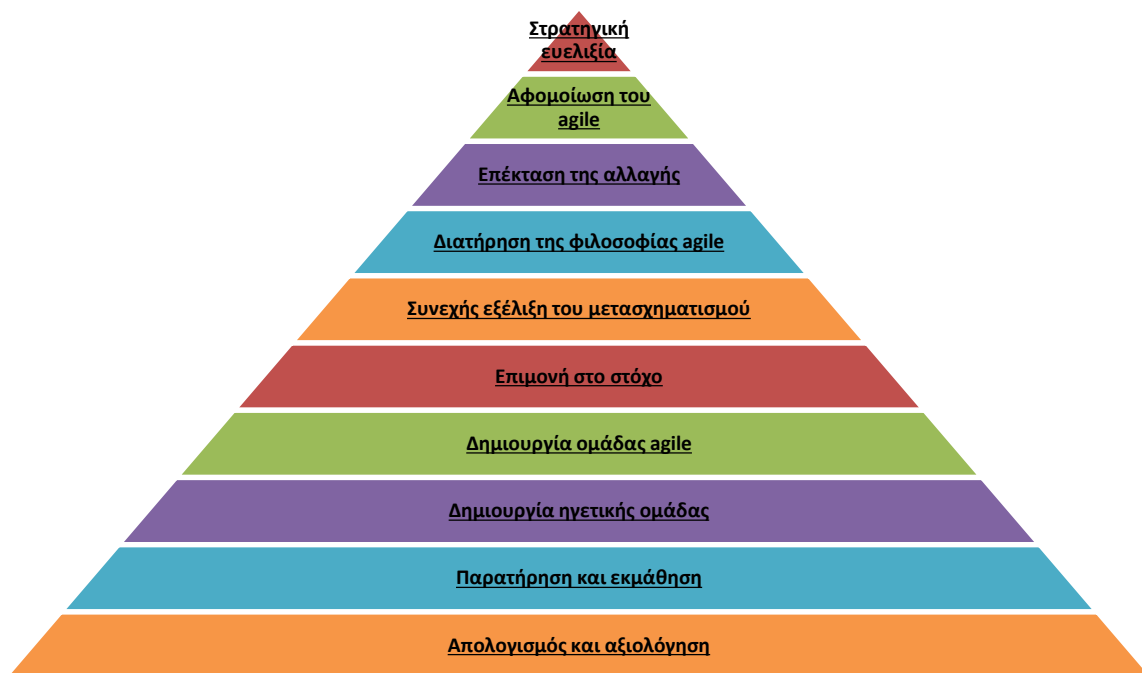 Στρατηγική
ευελιξία
Αφομοίωση του
agile
Επέκταση της αλλαγής
Διατήρηση της φιλοσοφίας agile
Συνεχής εξέλιξη του μετασχηματισμού
Επιμονή στο στόχο
Δημιουργία ομάδας agile
Δημιουργία ηγετικής ομάδας
Παρατήρηση και εκμάθηση
Απολογισμός και αξιολόγηση